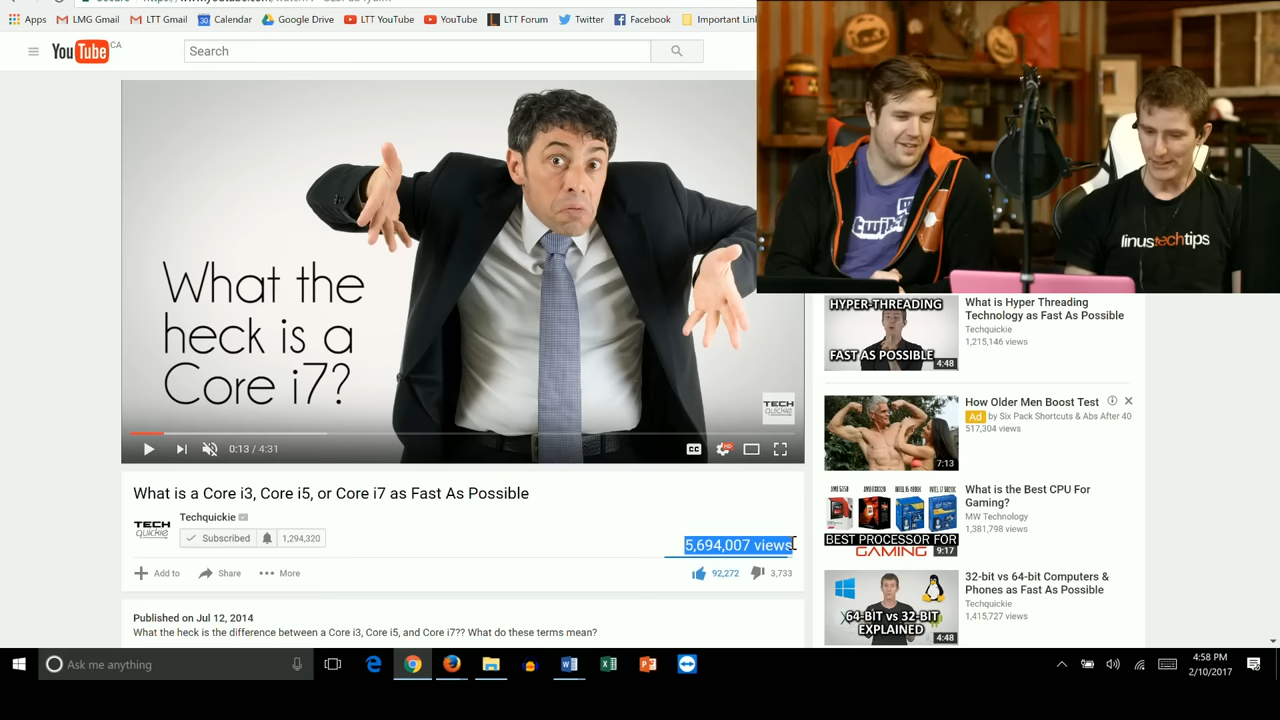 Apps LMG Gmail LTT Gmail Calendar Google Drive LTT YouTube YouTube LTT Forum Twitter Facebook Important Lin
YouTube CA
Search
What the
heck is a
Core i7?
TECH
quickie
0:13 / 4:31
CC
HD
What is a Core i3, Core i5, or Core i7 as Fast As Possible
TECH
quickie
Techquickie
Subscribed 1,294,320
5,694,007 views
Add to Share More
92,272 3,733
Published on Jul 12, 2014
What the heck is the difference between a Core i3, Core i5, and Core i7?? What do these terms mean?
twitch
linustechtips
HYPER-THREADING
FAST AS POSSIBLE
4:48
What is Hyper Threading
Technology as Fast As Possible
Techquickie
1,215,146 views
7:13
How Older Men Boost Test
Ad by Six Pack Shortcuts & Abs After 40
517,304 views
BEST PROCESSOR FOR
GAMING
9:17
What is the Best CPU For
Gaming?
MW Technology
1,381,798 views
64-BIT vs 32-BIT
EXPLAINED
4:48
32-bit vs 64-bit Computers &
Phones as Fast As Possible
Techquickie
1,415,727 views
Ask me anything
4:58 PM
2/10/2017